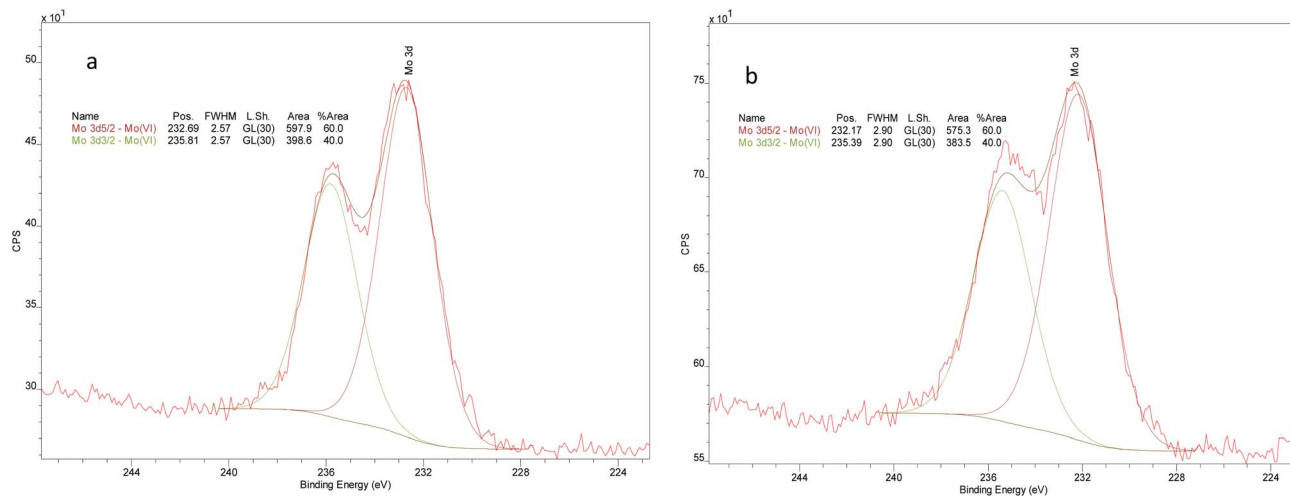 x 10¹
a
Mo 3d
50
45
40
35
30
CPS
Name Pos. FWHM L.Sh. Area %Area
Mo 3d5/2 - Mo(VI) 232.69 2.57 GL(30) 597.9 60.0
Mo 3d3/2 - Mo(VI) 235.81 2.57 GL(30) 398.6 40.0
244 240 236 232 228 224
Binding Energy (eV)
x 10¹
b
Mo 3d
75
70
65
60
55
CPS
Name Pos. FWHM L.Sh. Area %Area
Mo 3d5/2 - Mo(VI) 232.17 2.90 GL(30) 575.3 60.0
Mo 3d3/2 - Mo(VI) 235.39 2.90 GL(30) 383.5 40.0
244 240 236 232 228 224
Binding Energy (eV)